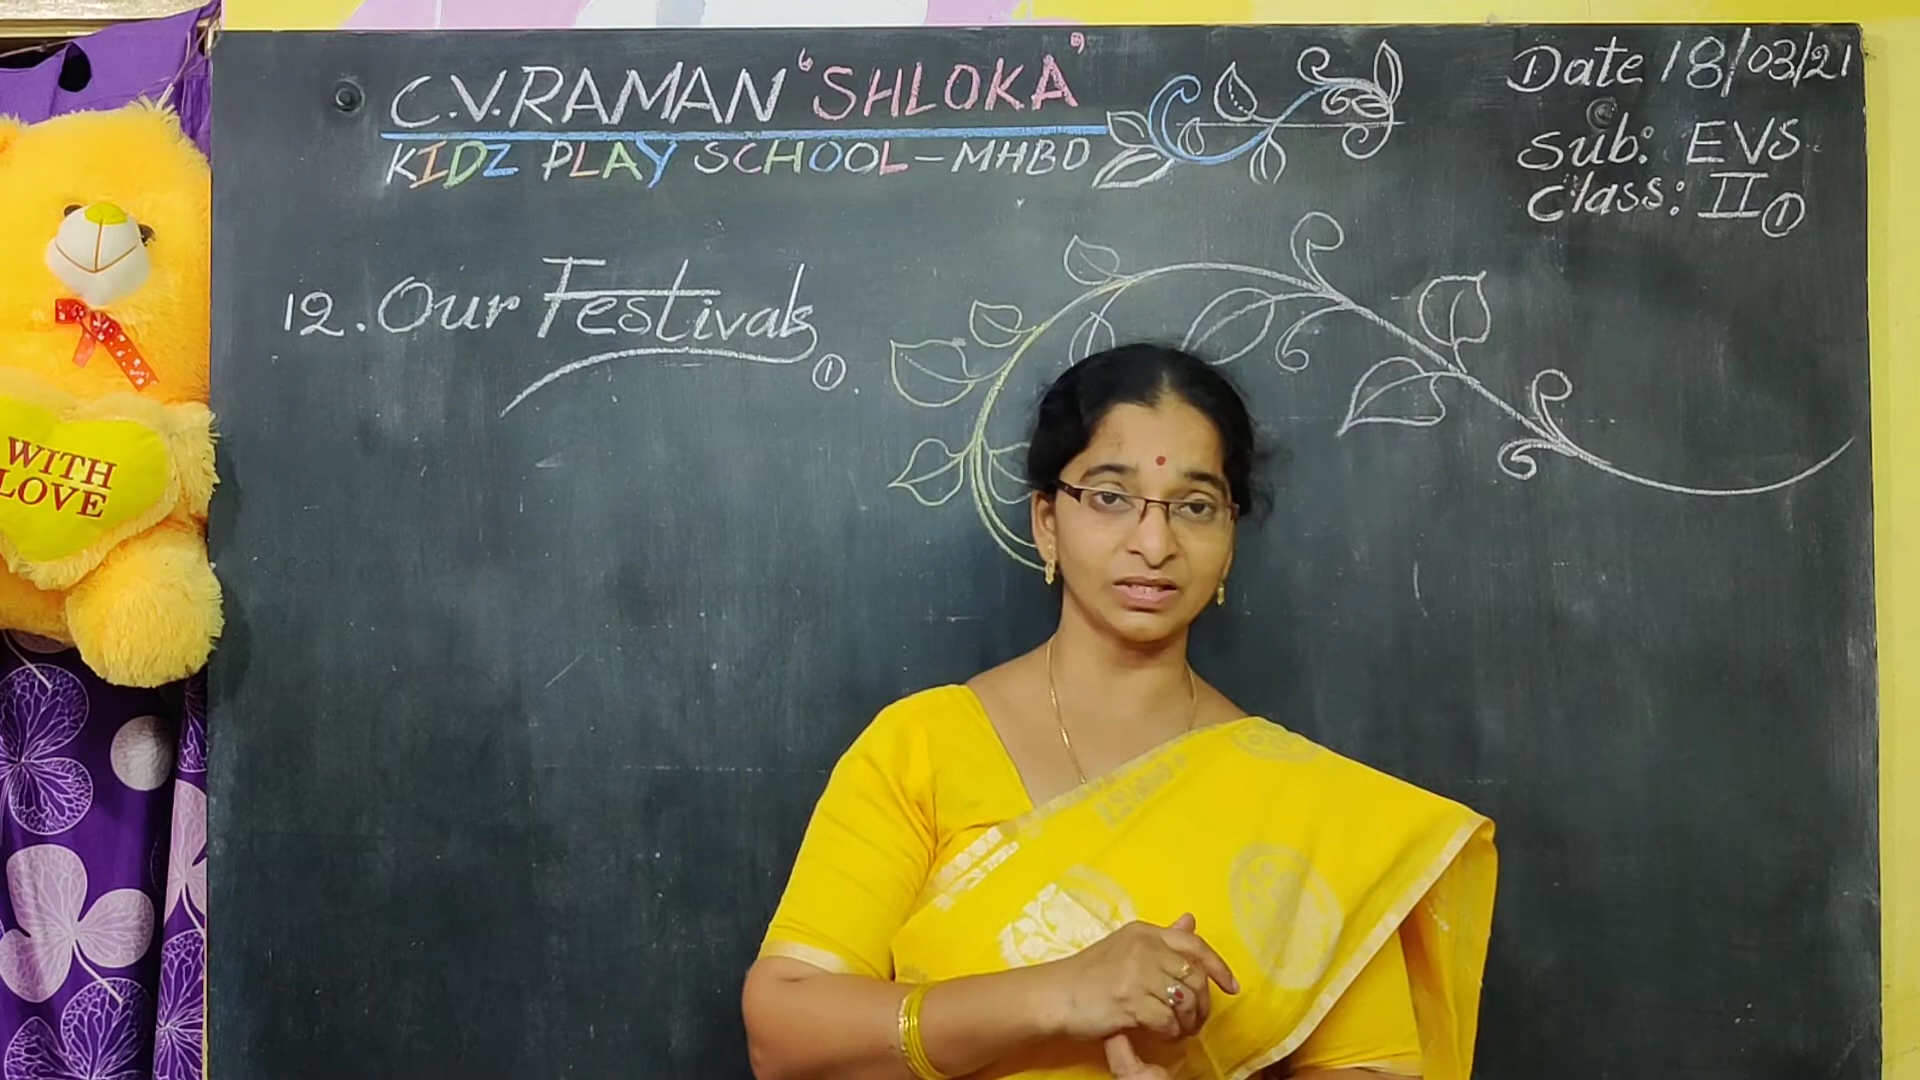 C.V.RAMAN 'SHLOKA'
KIDZ PLAY SCHOOL-MHBD
Date 18/03/21
Sub: EVS
Class: II ①
12. Our Festivals
①
WITH
LOVE